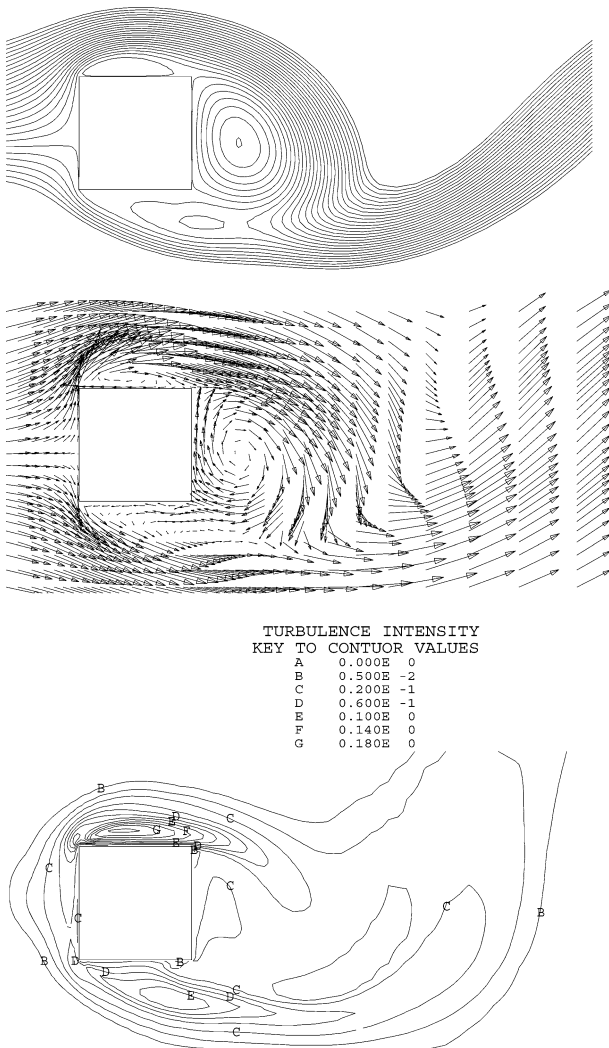 TURBULENCE INTENSITY
KEY TO CONTUOR VALUES
A 0.000E 0
B 0.500E -2
C 0.200E -1
D 0.600E -1
E 0.100E 0
F 0.140E 0
G 0.180E 0
B
D
E
C
G
F
E
D
E
C
C
C
C
B
B
D
B
D
C
E
D
C